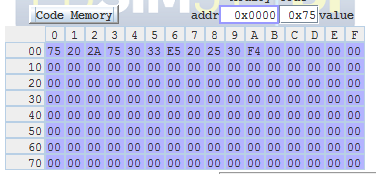 Code Memory addr 0x0000 0x75 value
0 1 2 3 4 5 6 7 8 9 A B C D E F
00 75 20 2A 75 30 33 E5 20 25 30 F4 00 00 00 00 00
10 00 00 00 00 00 00 00 00 00 00 00 00 00 00 00 00
20 00 00 00 00 00 00 00 00 00 00 00 00 00 00 00 00
30 00 00 00 00 00 00 00 00 00 00 00 00 00 00 00 00
40 00 00 00 00 00 00 00 00 00 00 00 00 00 00 00 00
50 00 00 00 00 00 00 00 00 00 00 00 00 00 00 00 00
60 00 00 00 00 00 00 00 00 00 00 00 00 00 00 00 00
70 00 00 00 00 00 00 00 00 00 00 00 00 00 00 00 00